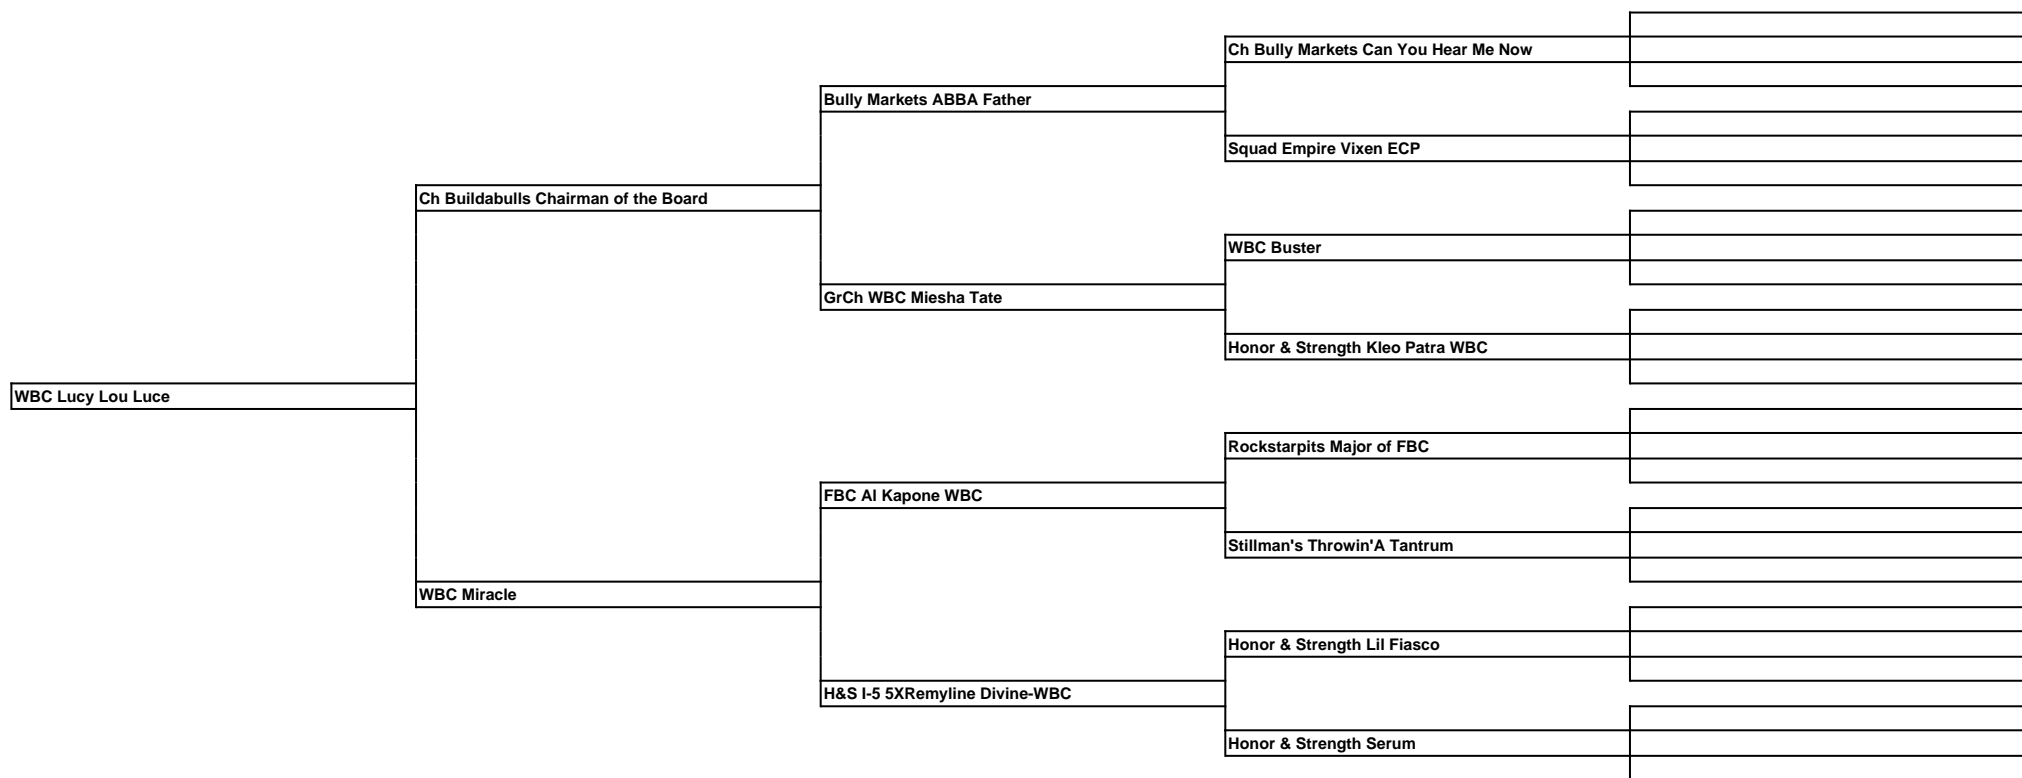 Ch Bully Markets Can You Hear Me Now
Bully Markets ABBA Father
Squad Empire Vixen ECP
Ch Buildabulls Chairman of the Board
WBC Buster
GrCh WBC Miesha Tate
Honor & Strength Kleo Patra WBC
WBC Lucy Lou Luce
Rockstarpits Major of FBC
FBC Al Kapone WBC
Stillman's Throwin'A Tantrum
WBC Miracle
Honor & Strength Lil Fiasco
H&S I-5 5XRemyline Divine-WBC
Honor & Strength Serum